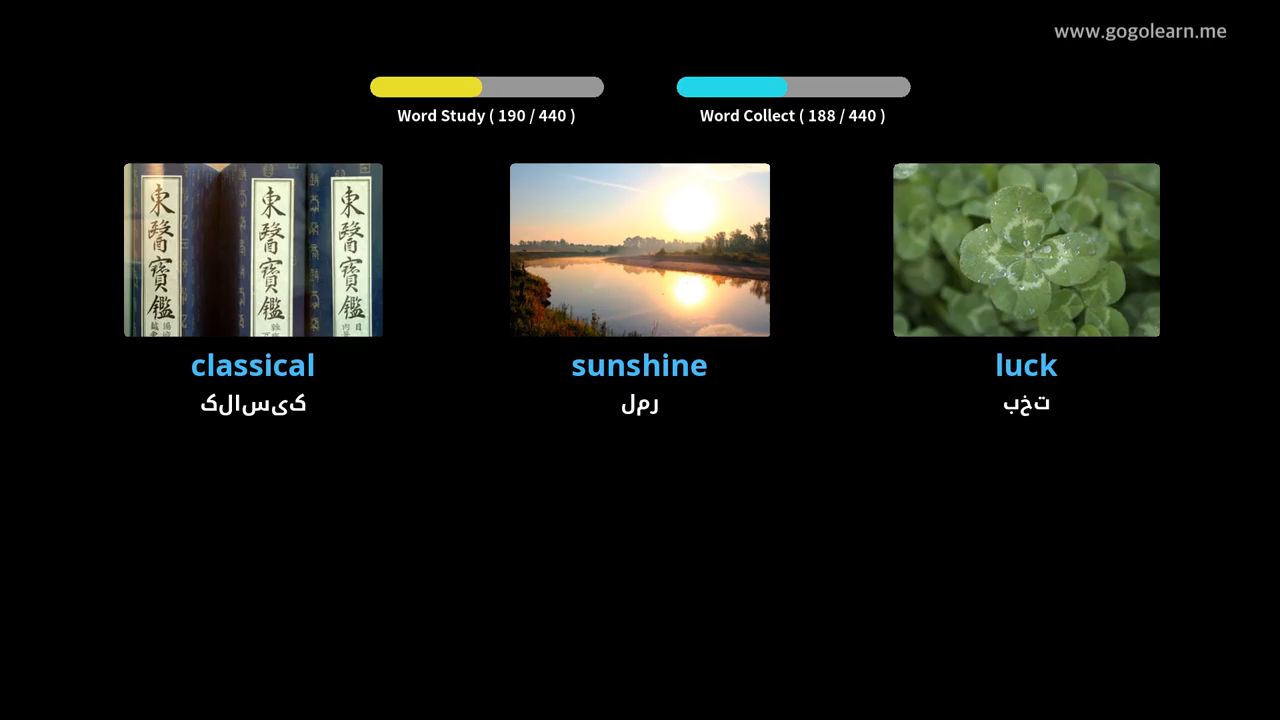 www.gogolearn.me
Word Study ( 190 / 440 )
Word Collect ( 188 / 440 )
東醫寶鑑
東醫寶鑑
東醫寶鑑
classical
کیسالک
sunshine
رمل
luck
تخب